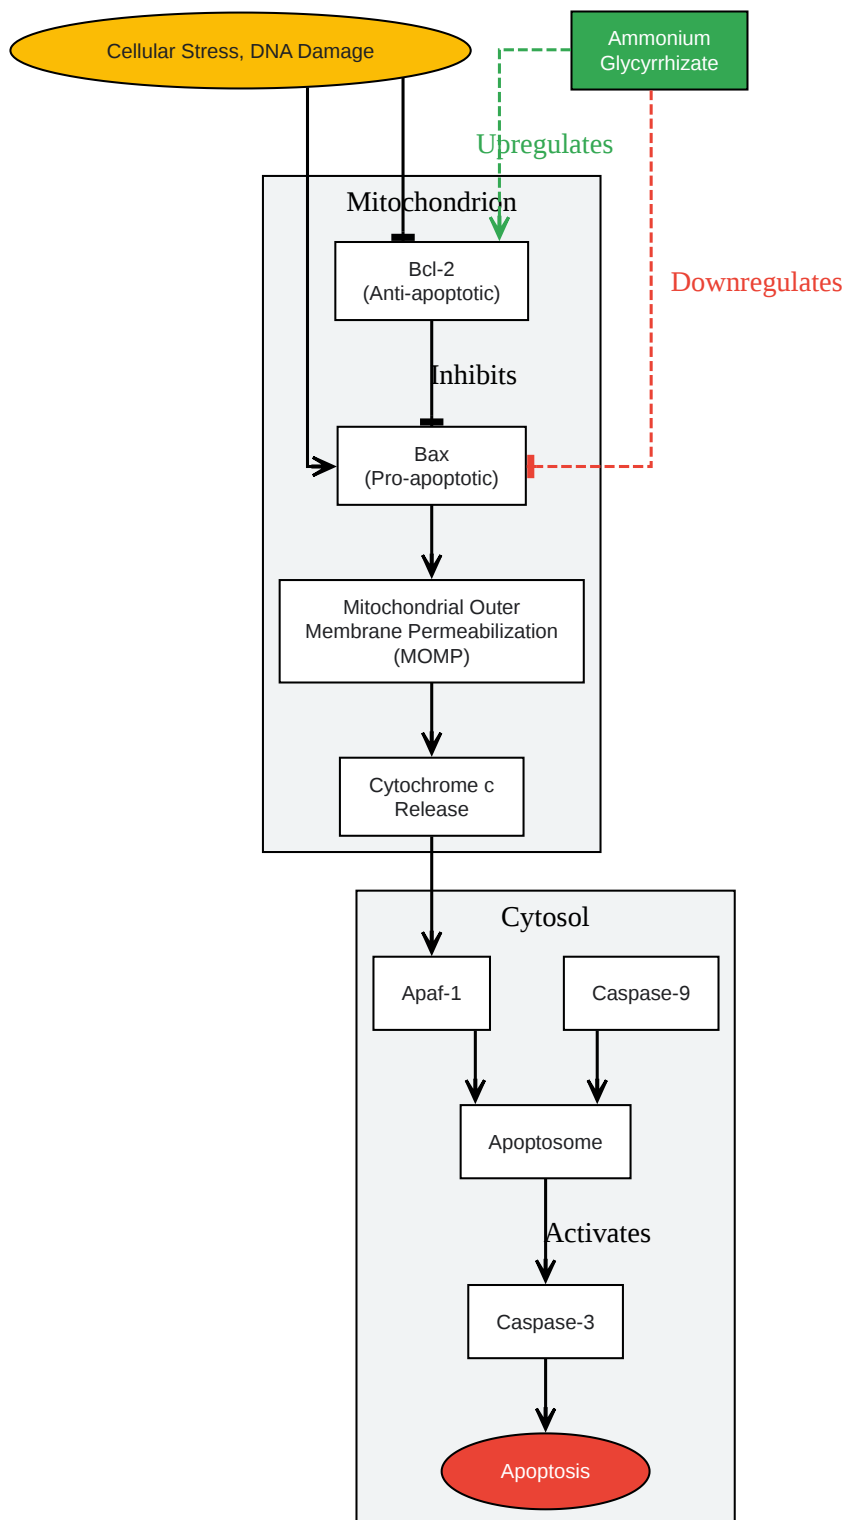 Cellular Stress, DNA Damage
Ammonium
Glycyrrhizate
Upregulates
Mitochondrion
Bcl-2
(Anti-apoptotic)
Downregulates
Inhibits
Bax
(Pro-apoptotic)
Mitochondrial Outer
Membrane Permeabilization
(MOMP)
Cytochrome c
Release
Cytosol
Apaf-1
Caspase-9
Apoptosome
Activates
Caspase-3
Apoptosis